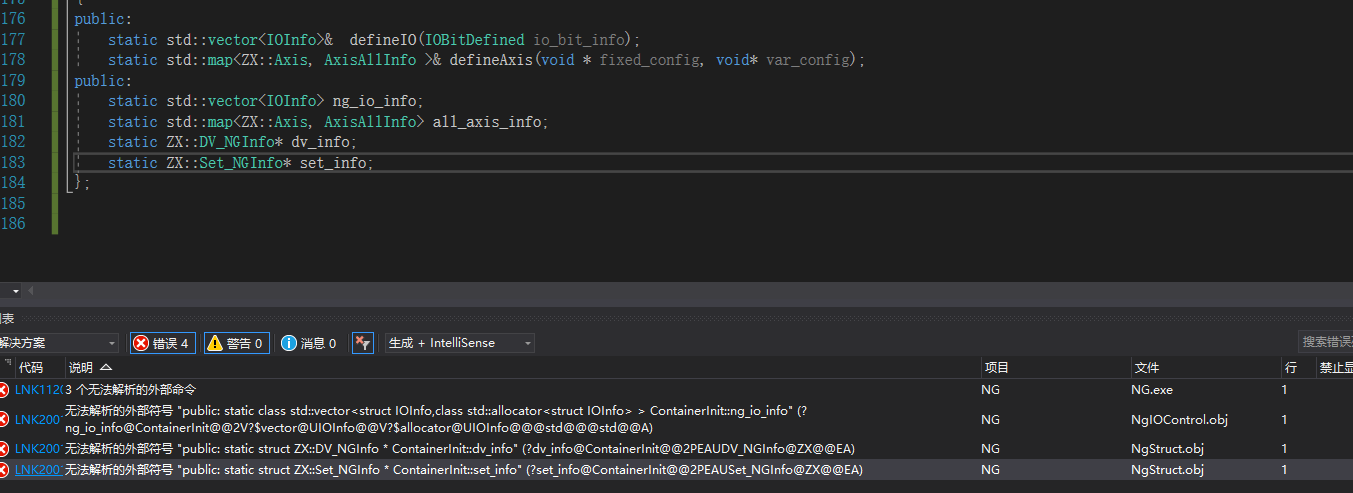 175 {
176 public:
177 static std::vector<IOInfo>& defineIO(IOBitDefined io_bit_info);
178 static std::map<ZX::Axis, AxisAllInfo >& defineAxis(void * fixed_config, void* var_config);
179 public:
180 static std::vector<IOInfo> ng_io_info;
181 static std::map<ZX::Axis, AxisAllInfo> all_axis_info;
182 static ZX::DV_NGInfo* dv_info;
183 static ZX::Set_NGInfo* set_info;
184 };
185
186
列表
解决方案 错误 4 警告 0 消息 0 生成 + IntelliSense 搜索错误
代码 说明 项目 文件 行 禁止显
LNK112 3 个无法解析的外部命令 NG NG.exe 1
LNK200 无法解析的外部符号 "public: static class std::vector<struct IOInfo,class std::allocator<struct IOInfo> > ContainerInit::ng_io_info" (?
ng_io_info@ContainerInit@@2V?$vector@UIOInfo@@V?$allocator@UIOInfo@@@std@@@std@@A) NG NgIOControl.obj 1
LNK200 无法解析的外部符号 "public: static struct ZX::DV_NGInfo * ContainerInit::dv_info" (?dv_info@ContainerInit@@2PEAUDV_NGInfo@ZX@@EA) NG NgStruct.obj 1
LNK200 无法解析的外部符号 "public: static struct ZX::Set_NGInfo * ContainerInit::set_info" (?set_info@ContainerInit@@2PEAUSet_NGInfo@ZX@@EA) NG NgStruct.obj 1